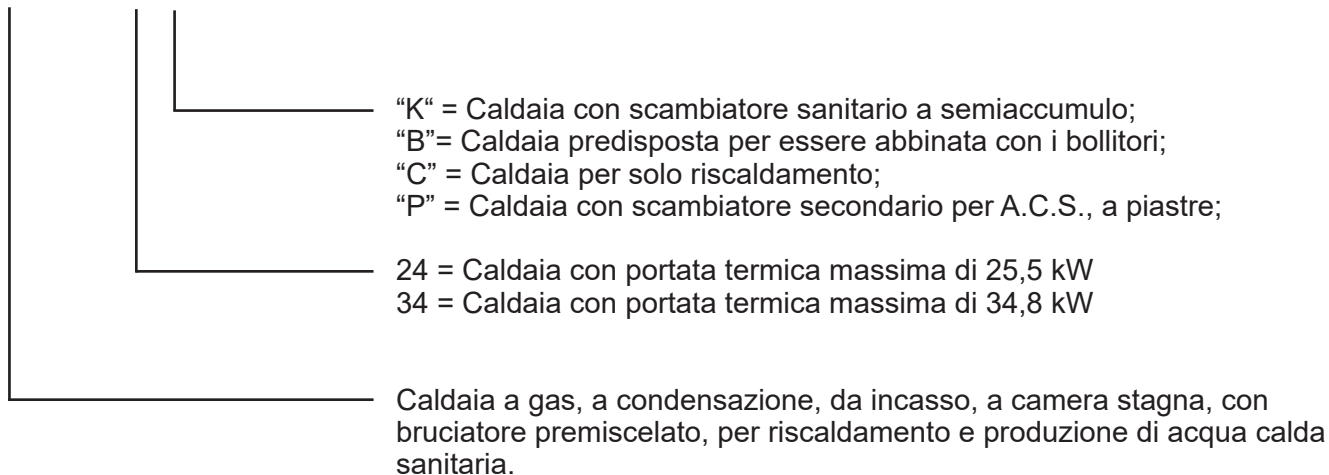 “K“ = Caldaia con scambiatore sanitario a semiaccumulo;
“B”= Caldaia predisposta per essere abbinata con i bollitori;
“C” = Caldaia per solo riscaldamento;
“P” = Caldaia con scambiatore secondario per A.C.S., a piastre;
24 = Caldaia con portata termica massima di 25,5 kW
34 = Caldaia con portata termica massima di 34,8 kW
Caldaia a gas, a condensazione, da incasso, a camera stagna, con
bruciatore premiscelato, per riscaldamento e produzione di acqua calda
sanitaria.